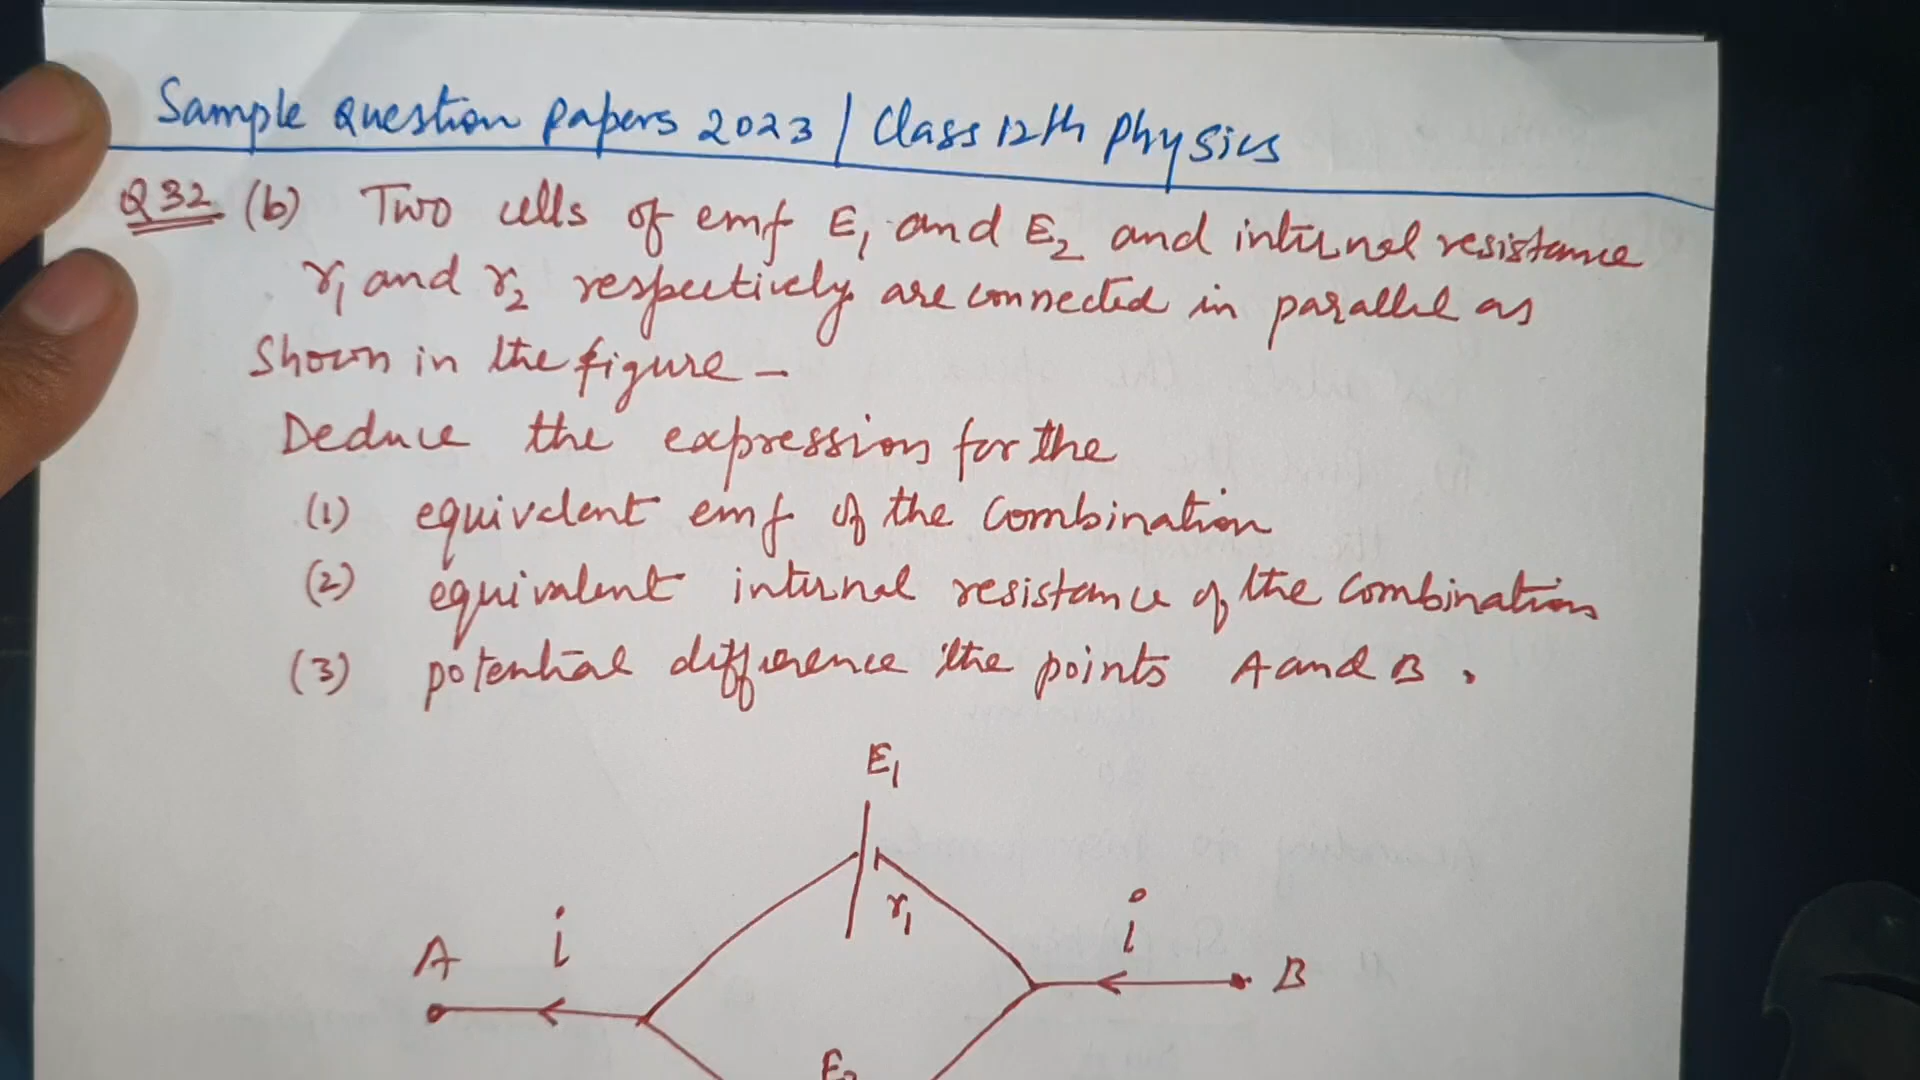 Sample Question Papers 2023 / Class 12th Physics
Q32 (b) Two cells of emf E₁ and E₂ and internal resistance
r₁ and r₂ respectively are connected in parallel as
Shown in the figure -
Deduce the expression for the
(1) equivalent emf of the combination
(2) equivalent internal resistance of the combination
(3) potential difference the points A and B .
E₁
r₁
A i i B
E₂